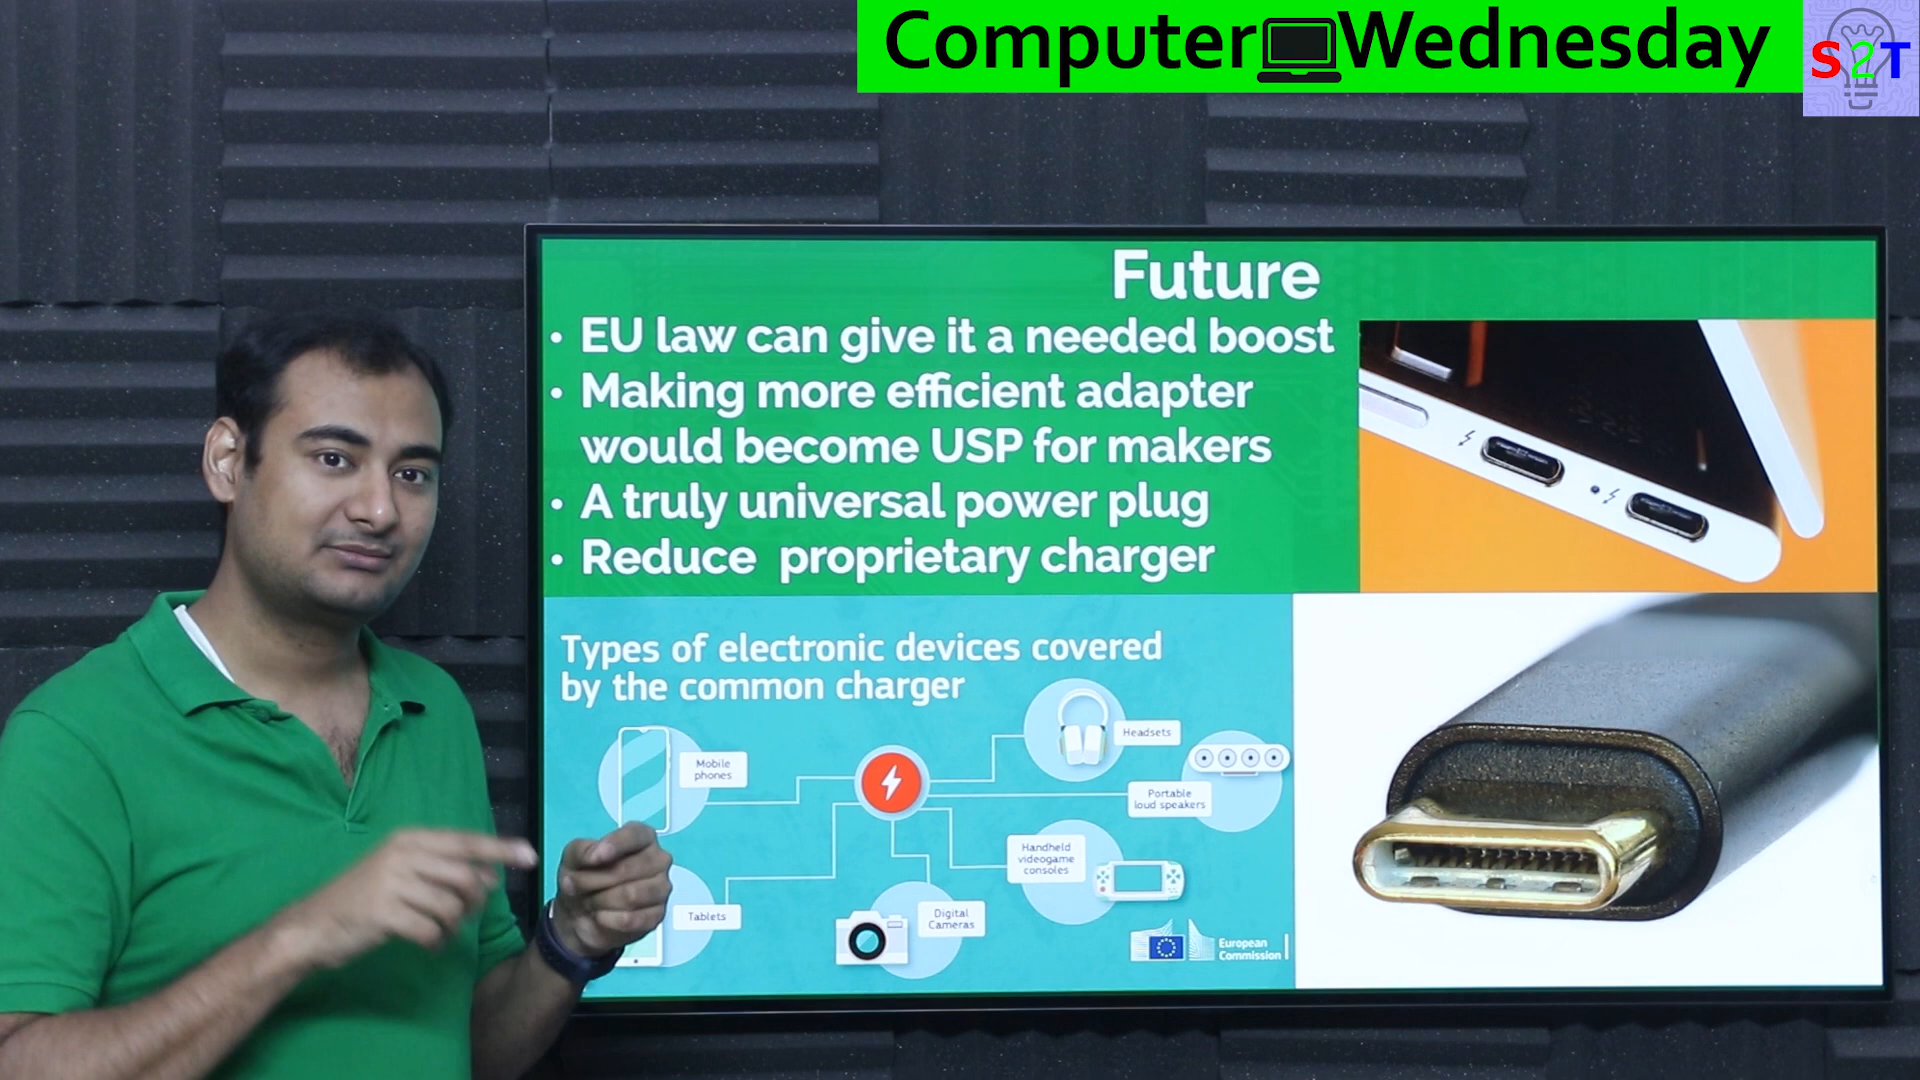 Computer Wednesday
S2T
Future
• EU law can give it a needed boost
• Making more efficient adapter
would become USP for makers
• A truly universal power plug
• Reduce proprietary charger
Types of electronic devices covered
by the common charger
Headsets
Mobile
phones
Portable
loud speakers
Handheld
videogame
consoles
Tablets
Digital
Cameras
European
Commission